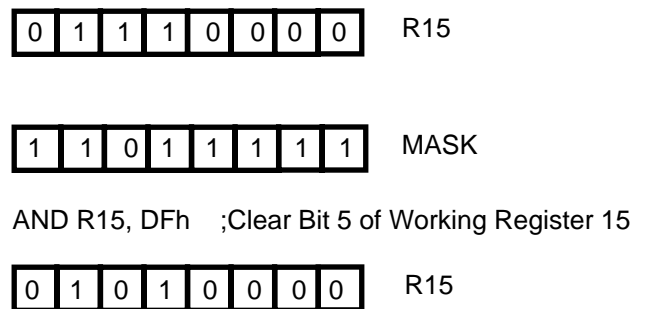 0 1 1 1 0 0 0 0 R15
1 1 0 1 1 1 1 1 MASK
AND R15, DFh ;Clear Bit 5 of Working Register 15
0 1 0 1 0 0 0 0 R15